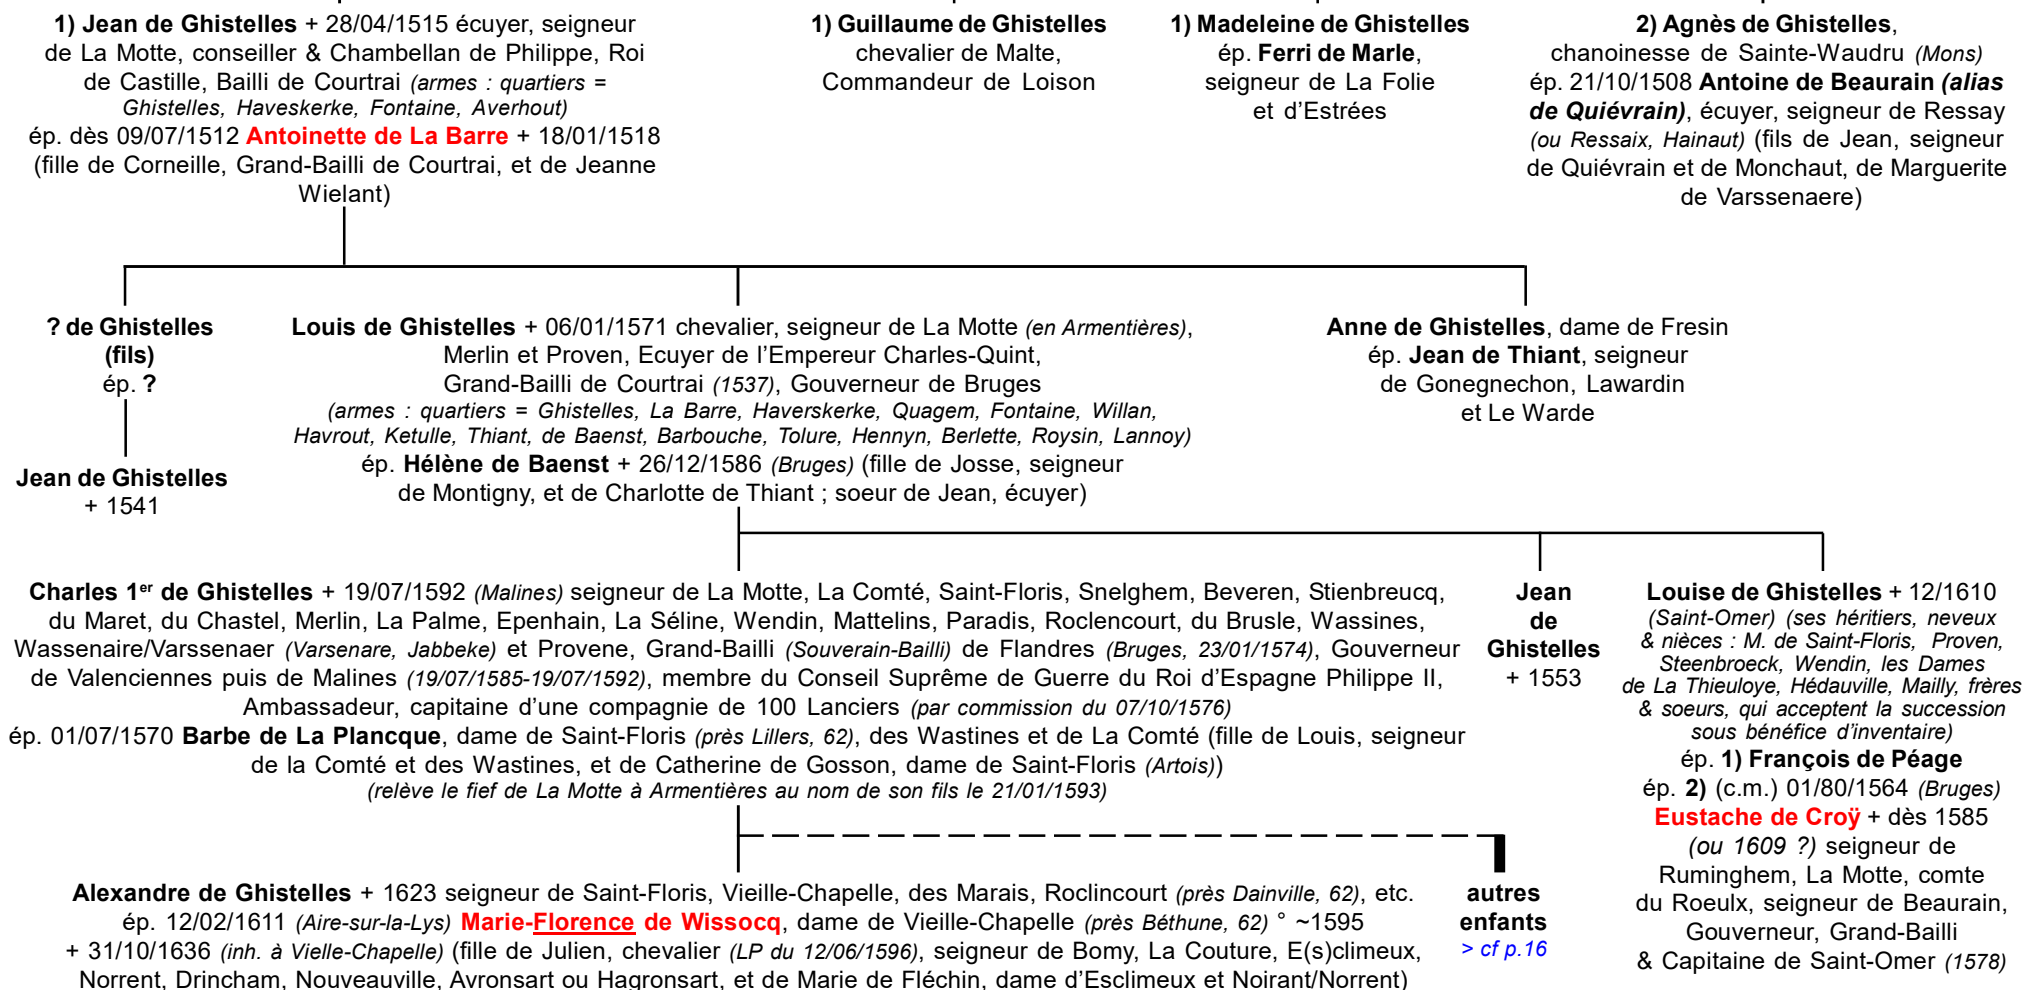 1) Jean de Ghistelles + 28/04/1515 écuyer, seigneur
de La Motte, conseiller & Chambellan de Philippe, Roi
de Castille, Bailli de Courtrai (armes : quartiers =
Ghistelles, Haveskerke, Fontaine, Averhout)
ép. dès 09/07/1512 Antoinette de La Barre + 18/01/1518
(fille de Corneille, Grand-Bailli de Courtrai, et de Jeanne
Wielant)
1) Guillaume de Ghistelles
chevalier de Malte,
Commandeur de Loison
1) Madeleine de Ghistelles
ép. Ferri de Marle,
seigneur de La Folie
et d'Estrées
2) Agnès de Ghistelles,
chanoinesse de Sainte-Waudru (Mons)
ép. 21/10/1508 Antoine de Beaurain (alias
de Quiévrain), écuyer, seigneur de Ressay
(ou Ressaix, Hainaut) (fils de Jean, seigneur
de Quiévrain et de Monchaut, de Marguerite
de Varssenaere)
? de Ghistelles
(fils)
ép. ?
Jean de Ghistelles
+ 1541
Louis de Ghistelles + 06/01/1571 chevalier, seigneur de La Motte (en Armentières),
Merlin et Proven, Ecuyer de l'Empereur Charles-Quint,
Grand-Bailli de Courtrai (1537), Gouverneur de Bruges
(armes : quartiers = Ghistelles, La Barre, Haverskerke, Quagem, Fontaine, Willan,
Havrout, Ketulle, Thiant, de Baenst, Barbouche, Tolure, Hennyn, Berlette, Roysin, Lannoy)
ép. Hélène de Baenst + 26/12/1586 (Bruges) (fille de Josse, seigneur
de Montigny, et de Charlotte de Thiant ; soeur de Jean, écuyer)
Anne de Ghistelles, dame de Fresin
ép. Jean de Thiant, seigneur
de Gonegnechon, Lawardin
et Le Warde
Charles 1er de Ghistelles + 19/07/1592 (Malines) seigneur de La Motte, La Comté, Saint-Floris, Snelghem, Beveren, Stienbreucq,
du Maret, du Chastel, Merlin, La Palme, Epenhain, La Séline, Wendin, Mattelins, Paradis, Roclencourt, du Brusle, Wassines,
Wassenaire/Varssenaer (Varsenare, Jabbeke) et Provene, Grand-Bailli (Souverain-Bailli) de Flandres (Bruges, 23/01/1574), Gouverneur
de Valenciennes puis de Malines (19/07/1585-19/07/1592), membre du Conseil Suprême de Guerre du Roi d'Espagne Philippe II,
Ambassadeur, capitaine d'une compagnie de 100 Lanciers (par commission du 07/10/1576)
ép. 01/07/1570 Barbe de La Plancque, dame de Saint-Floris (près Lillers, 62), des Wastines et de La Comté (fille de Louis, seigneur
de la Comté et des Wastines, et de Catherine de Gosson, dame de Saint-Floris (Artois))
(relève le fief de La Motte à Armentières au nom de son fils le 21/01/1593)
Jean
de
Ghistelles
+ 1553
Louise de Ghistelles + 12/1610
(Saint-Omer) (ses héritiers, neveux
& nièces : M. de Saint-Floris, Proven,
Steenbroeck, Wendin, les Dames
de La Thieuloye, Hédauville, Mailly, frères
& soeurs, qui acceptent la succession
sous bénéfice d'inventaire)
ép. 1) François de Péage
ép. 2) (c.m.) 01/80/1564 (Bruges)
Eustache de Croÿ + dès 1585
(ou 1609 ?) seigneur de
Ruminghem, La Motte, comte
du Roeulx, seigneur de Beaurain,
Gouverneur, Grand-Bailli
& Capitaine de Saint-Omer (1578)
Alexandre de Ghistelles + 1623 seigneur de Saint-Floris, Vieille-Chapelle, des Marais, Roclincourt (près Dainville, 62), etc.
ép. 12/02/1611 (Aire-sur-la-Lys) Marie-Florence de Wissocq, dame de Vieille-Chapelle (près Béthune, 62) ° ~1595
+ 31/10/1636 (inh. à Vielle-Chapelle) (fille de Julien, chevalier (LP du 12/06/1596), seigneur de Bomy, La Couture, E(s)climeux,
Norrent, Drincham, Nouveauville, Avronsart ou Hagronsart, et de Marie de Fléchin, dame d'Esclimeux et Noirant/Norrent)
autres
enfants
> cf p.16